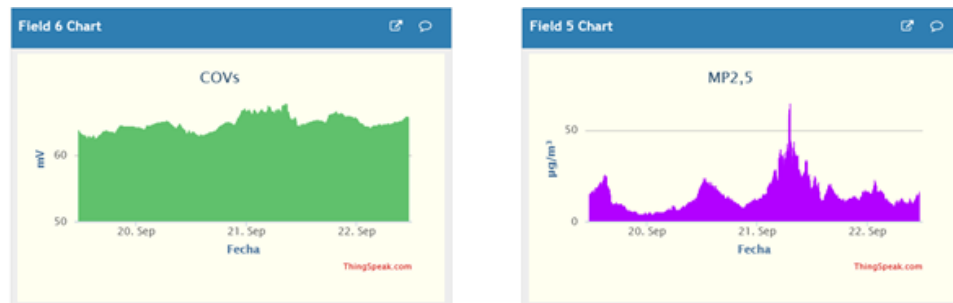 Field 6 Chart
COVs
mV
60
50
20. Sep
21. Sep
22. Sep
Fecha
ThingSpeak.com
Field 5 Chart
MP2,5
µg/m³
50
0
20. Sep
21. Sep
22. Sep
Fecha
ThingSpeak.com